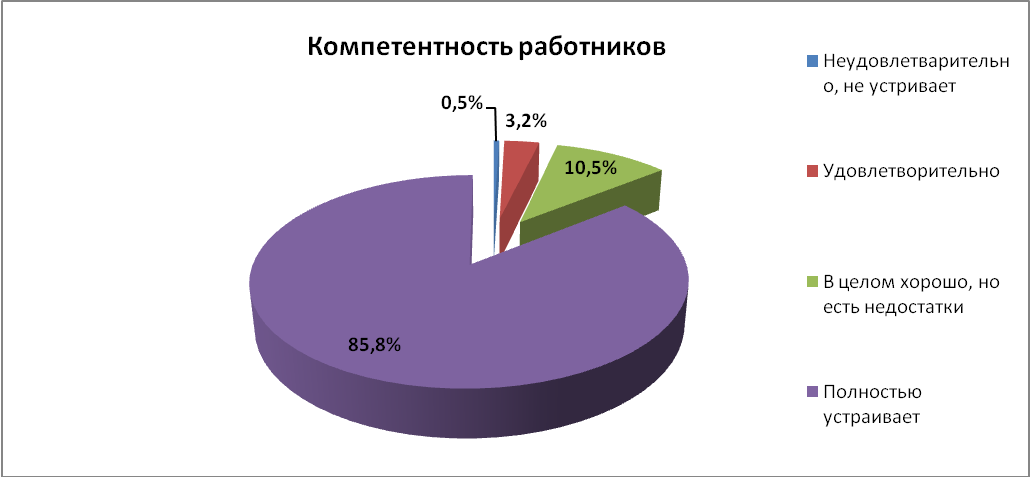 Компетентность работников
0,5%
3,2%
10,5%
85,8%
Неудовлетварительн
о, не устривает
Удовлетворительно
В целом хорошо, но
есть недостатки
Полностью
устраивает